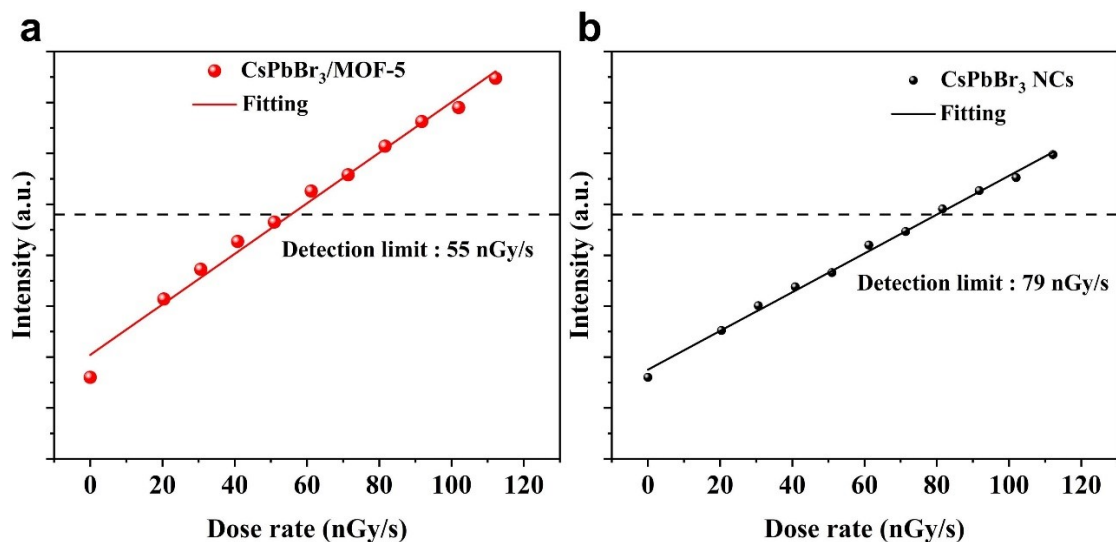 a
CsPbBr₃/MOF-5
Fitting
Intensity (a.u.)
Detection limit : 55 nGy/s
0 20 40 60 80 100 120
Dose rate (nGy/s)
b
CsPbBr₃ NCs
Fitting
Intensity (a.u.)
Detection limit : 79 nGy/s
0 20 40 60 80 100 120
Dose rate (nGy/s)